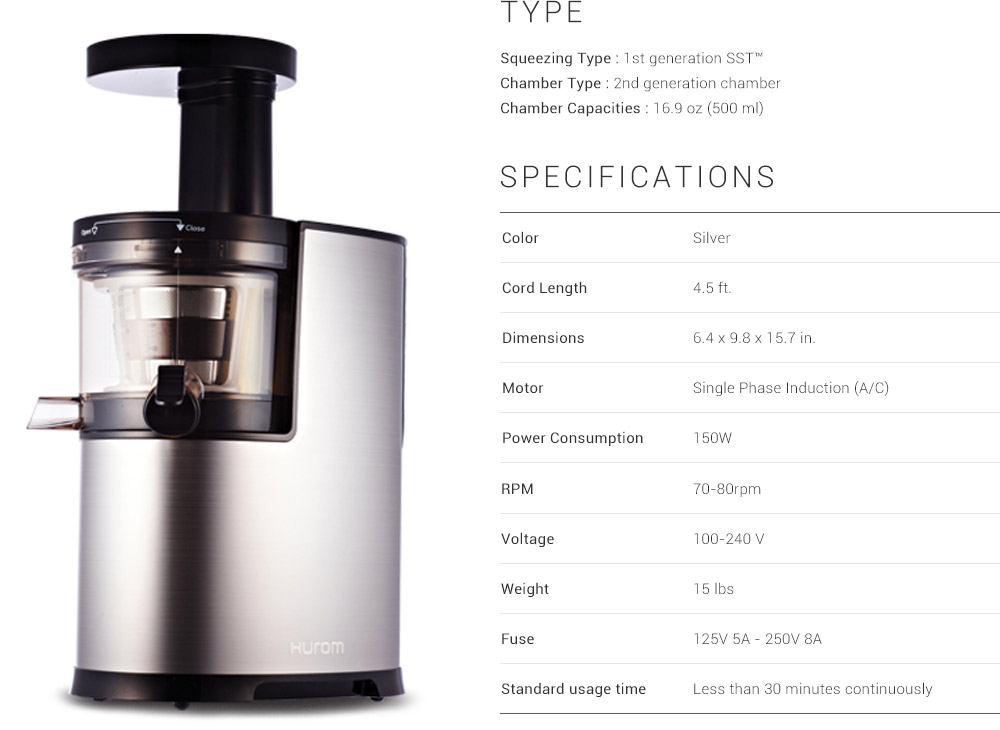 TYPE
Squeezing Type : 1st generation SST™
Chamber Type : 2nd generation chamber
Chamber Capacities : 16.9 oz (500 ml)
SPECIFICATIONS
Color Silver
Cord Length 4.5 ft.
Dimensions 6.4 x 9.8 x 15.7 in.
Motor Single Phase Induction (A/C)
Power Consumption 150W
RPM 70-80rpm
Voltage 100-240 V
Weight 15 lbs
Fuse 125V 5A - 250V 8A
Standard usage time Less than 30 minutes continuously
Open Close
Hurom